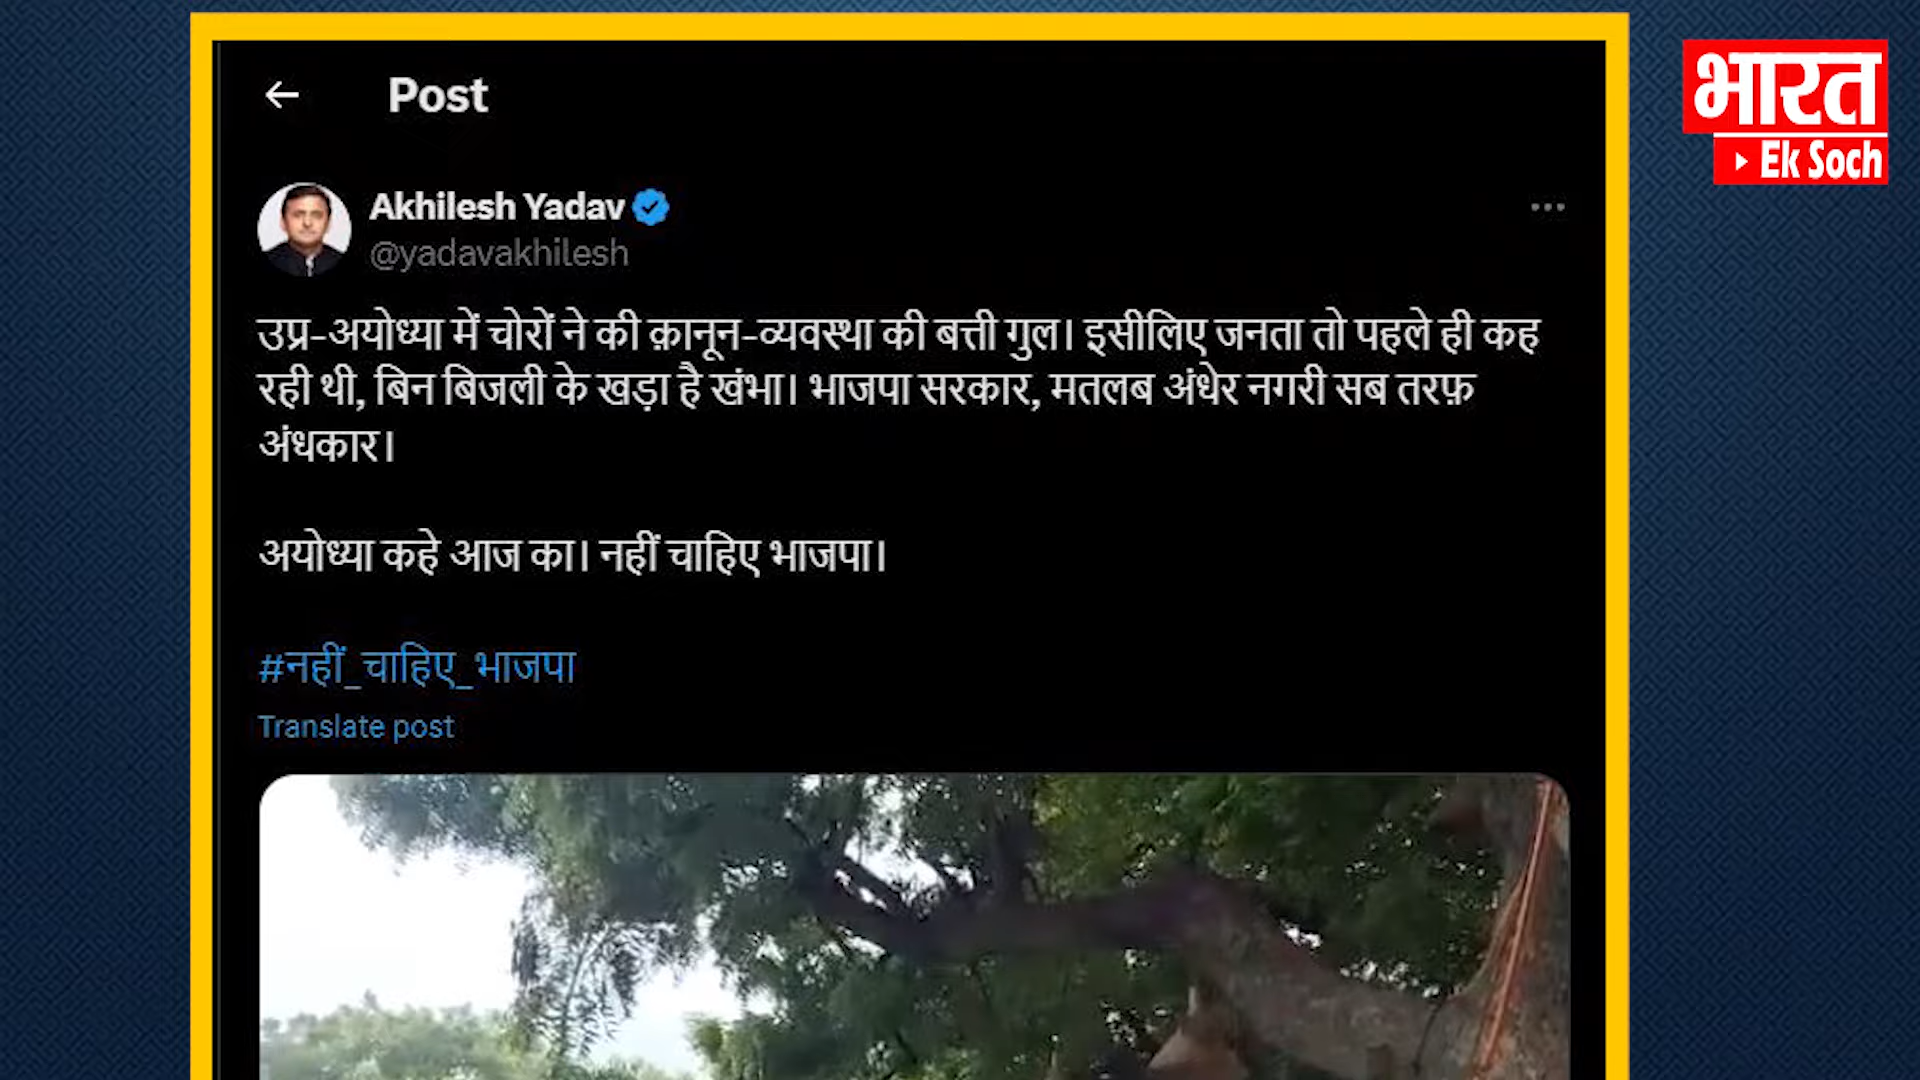 Post
भारत
Ek Soch
Akhilesh Yadav
@yadavakhilesh
उप्र-अयोध्या में चोरों ने की क़ानून-व्यवस्था की बत्ती गुल। इसीलिए जनता तो पहले ही कह
रही थी, बिन बिजली के खड़ा है खंभा। भाजपा सरकार, मतलब अंधेर नगरी सब तरफ़
अंधकार।
अयोध्या कहे आज का। नहीं चाहिए भाजपा।
#नहीं_चाहिए_भाजपा
Translate post